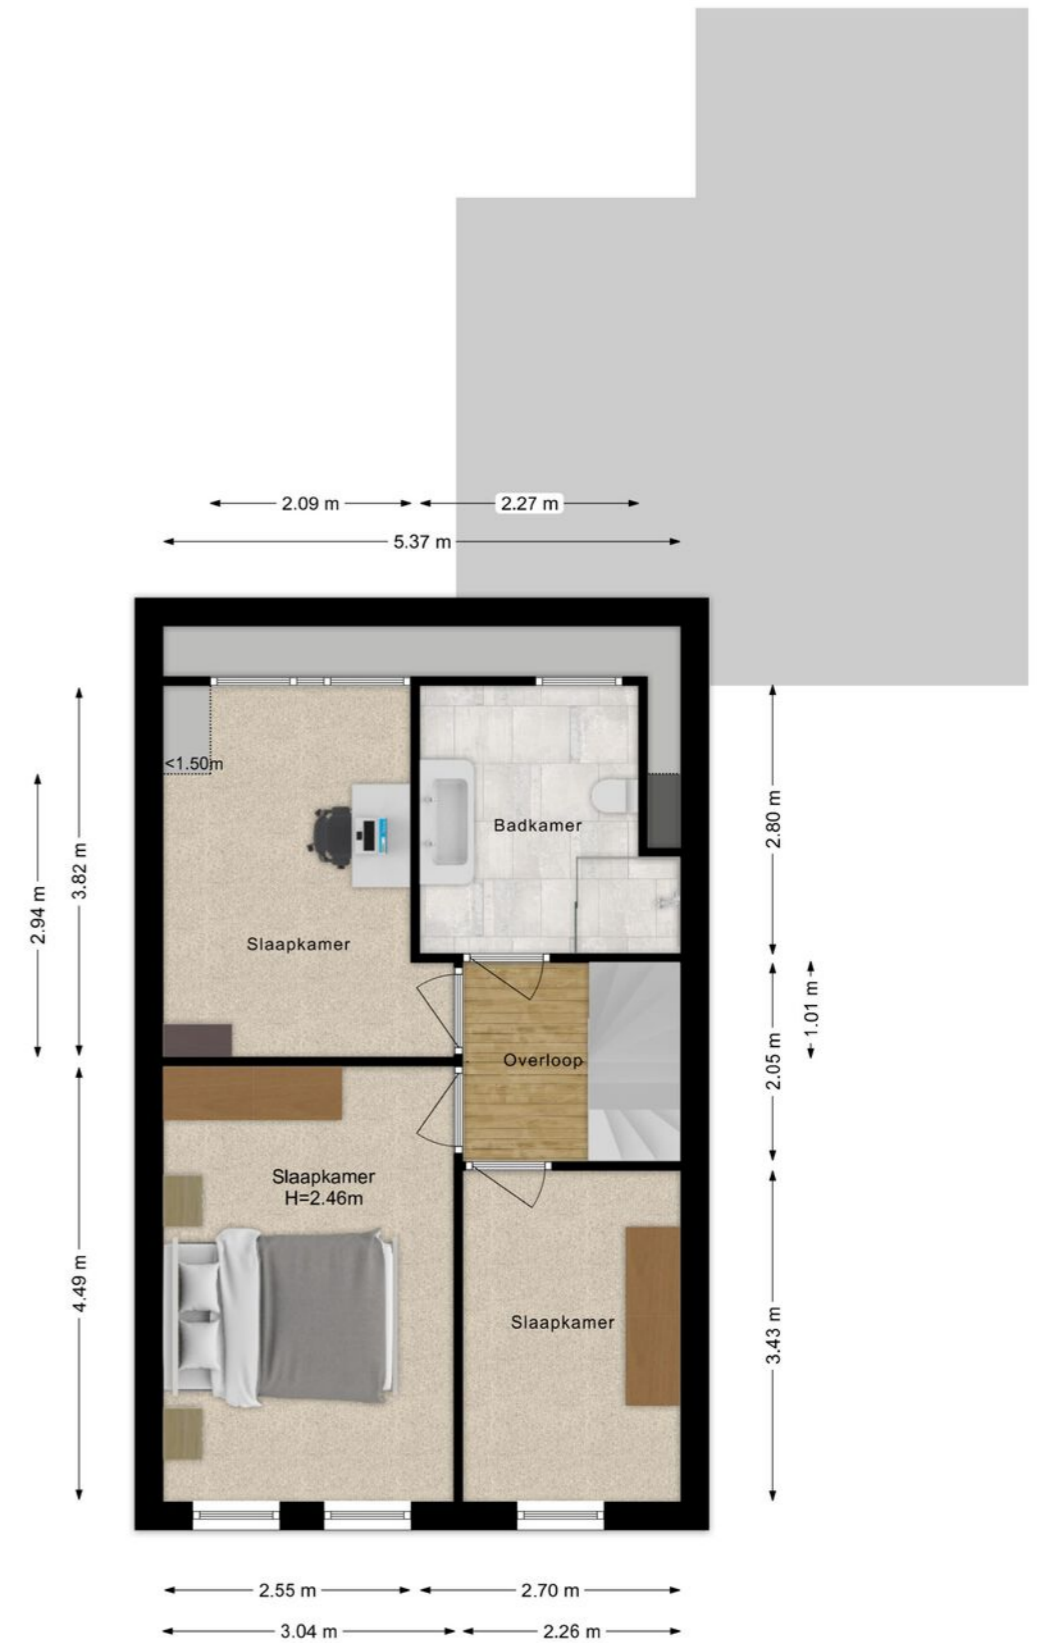 2.09 m
2.27 m
5.37 m
<1.50m
2.80 m
Badkamer
3.82 m
2.94 m
Slaapkamer
1.01 m
Overloop
2.05 m
Slaapkamer
H=2.46m
4.49 m
Slaapkamer
3.43 m
2.55 m
2.70 m
3.04 m
2.26 m